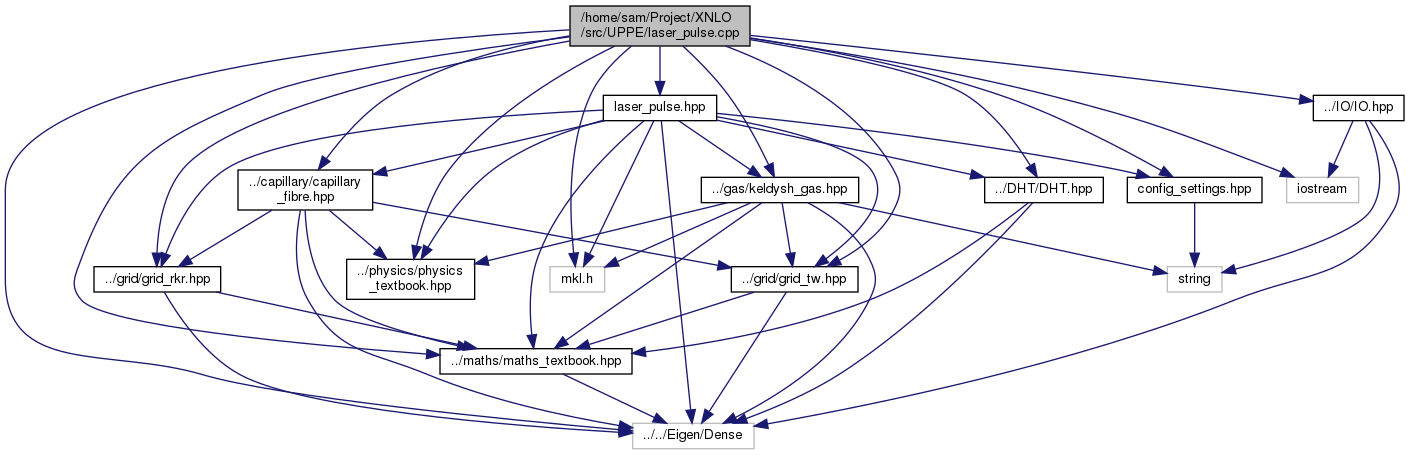 /home/sam/Project/XNLO
/src/UPPE/laser_pulse.cpp
laser_pulse.hpp
../IO/IO.hpp
../capillary/capillary
_fibre.hpp
../gas/keldysh_gas.hpp
../DHT/DHT.hpp
config_settings.hpp
iostream
../grid/grid_rkr.hpp
../physics/physics
_textbook.hpp
mkl.h
../grid/grid_tw.hpp
string
../maths/maths_textbook.hpp
../../Eigen/Dense